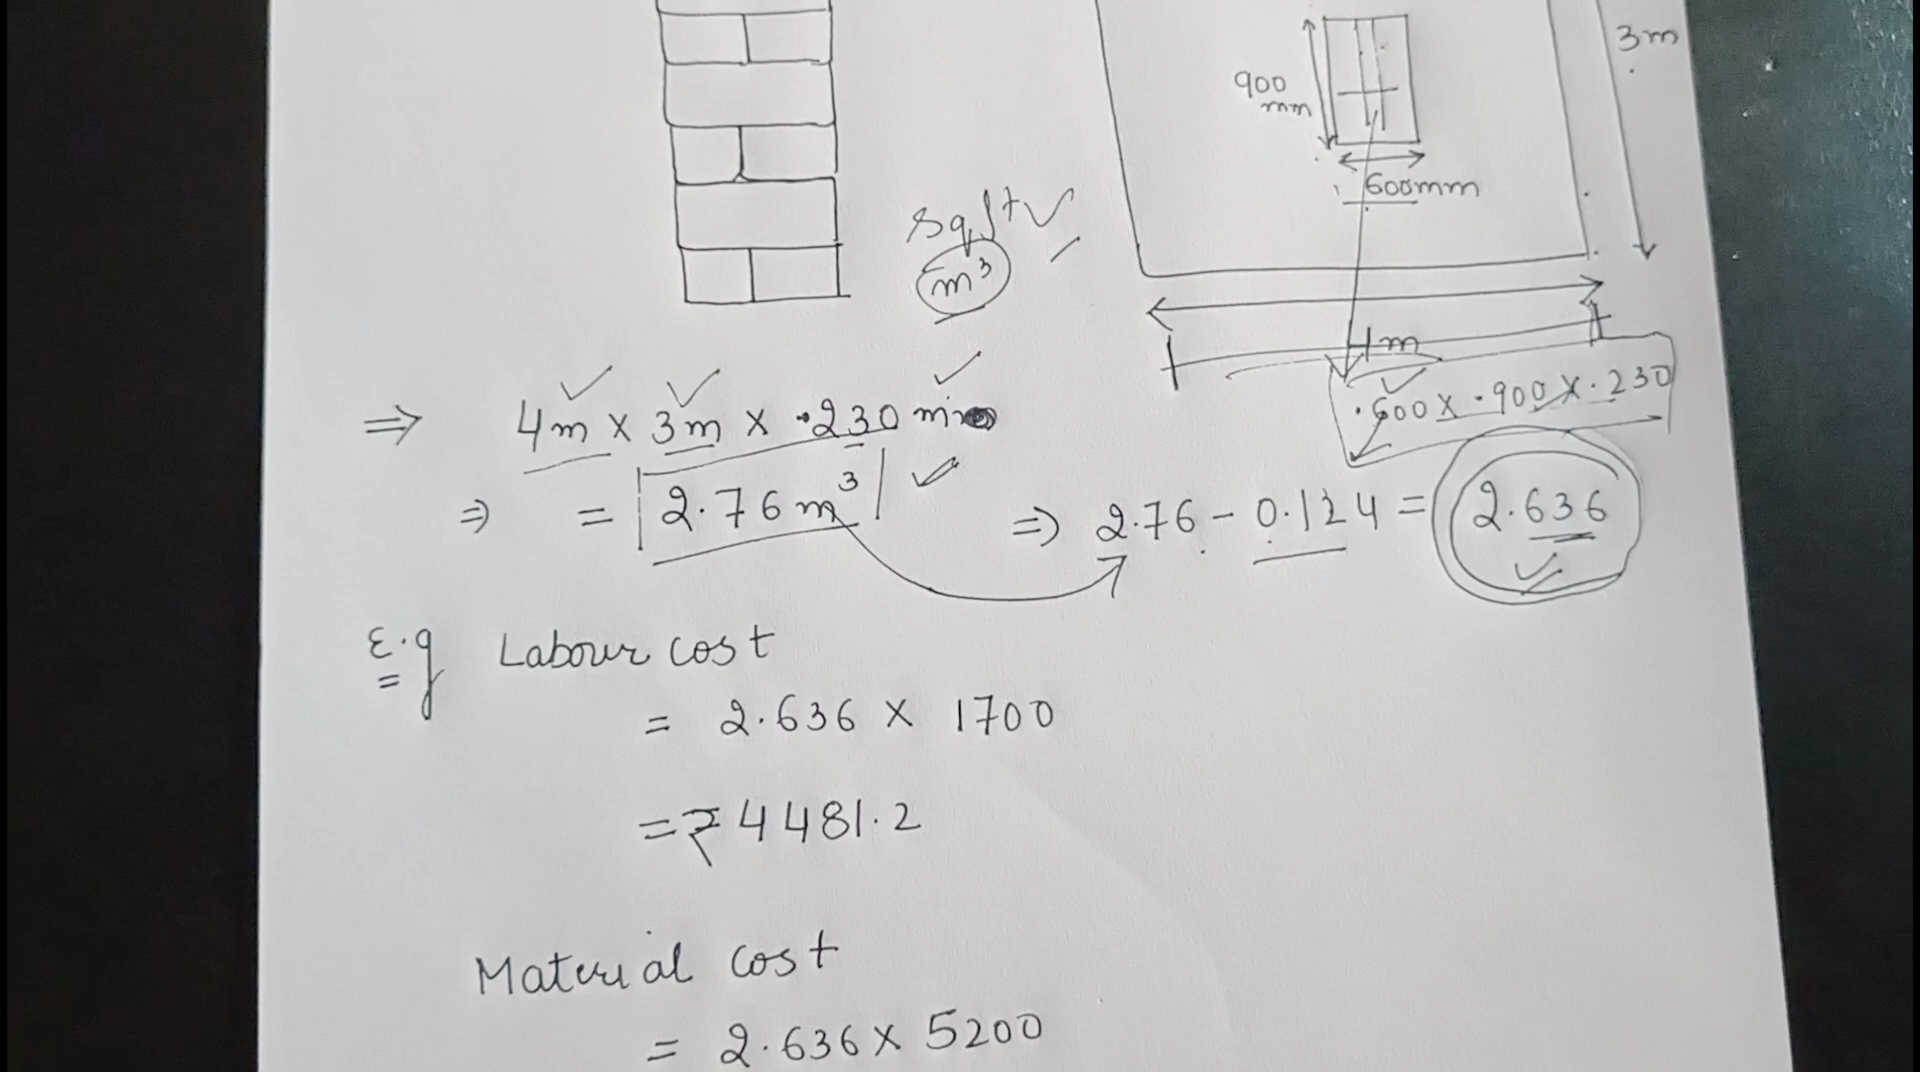 3m
900
mm
600mm
sqft
m³
4m
.600 x .900 x .230
⇒ 4m x 3m x .230 m
⇒ = 2.76 m³
⇒ 2.76 - 0.124 = 2.636
E.g Labour cost
= 2.636 x 1700
= ₹ 4481.2
Material cost
= 2.636 x 5200